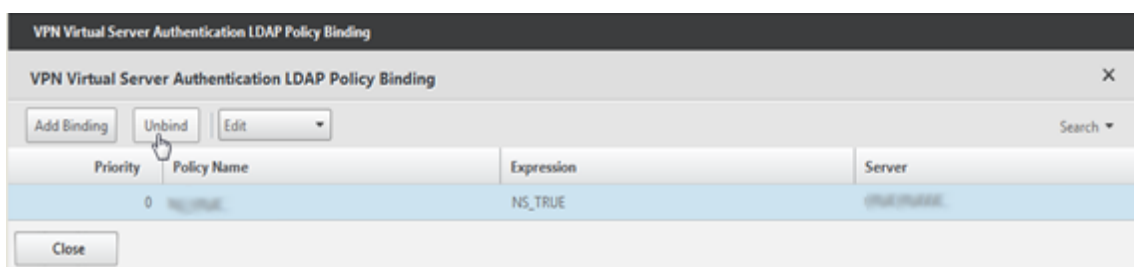 VPN Virtual Server Authentication LDAP Policy Binding
VPN Virtual Server Authentication LDAP Policy Binding ×
Add Binding Unbind Edit Search
Priority Policy Name Expression Server
0 NS_TRUE
Close